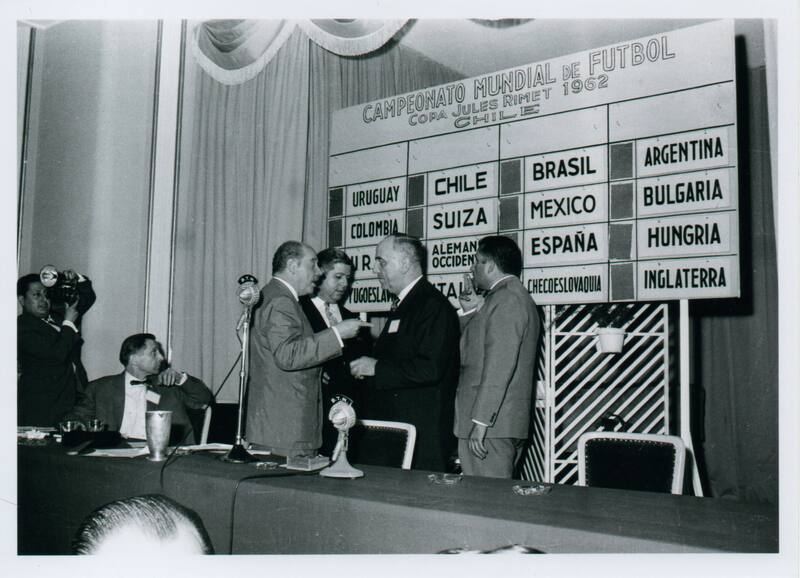 CAMPEONATO MUNDIAL DE FUTBOL
COPA JULES RIMET 1962
CHILE
URUGUAY
COLOMBIA
U.R.
YUGOESLAV
CHILE
SUIZA
ALEMAN
OCCIDEN
ITAL
BRASIL
MEXICO
ESPAÑA
CHECOESLOVAQUIA
ARGENTINA
BULGARIA
HUNGRIA
INGLATERRA